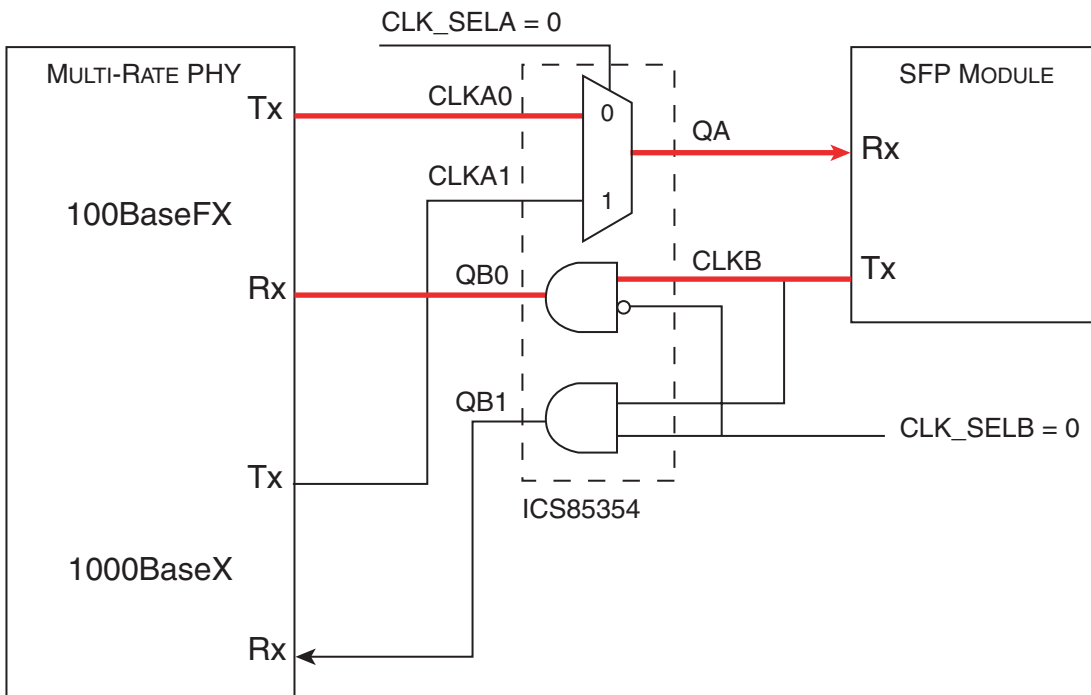 CLK_SELA = 0
MULTI-RATE PHY
SFP MODULE
Tx
CLKA0
0
QA
Rx
CLKA1
1
100BaseFX
Rx
QB0
CLKB
Tx
QB1
CLK_SELB = 0
Tx
ICS85354
1000BaseX
Rx